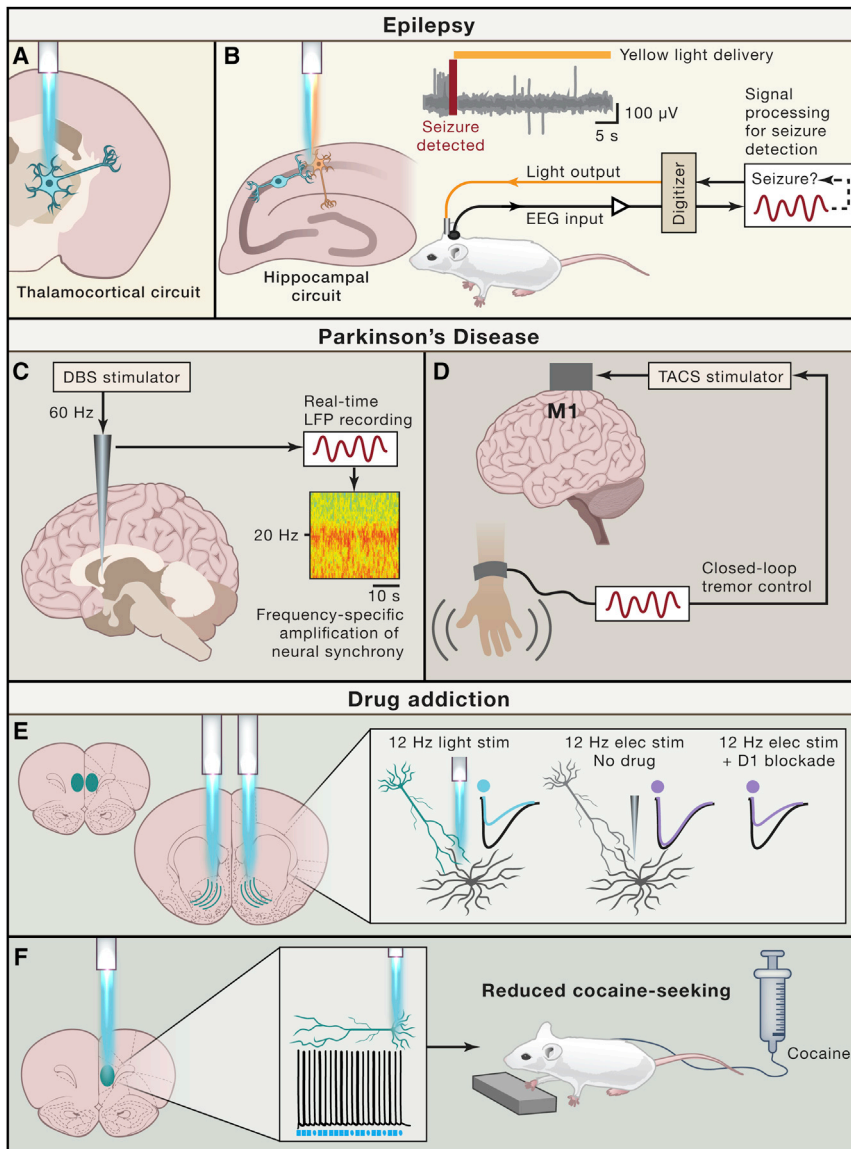 Epilepsy
A
Thalamocortical circuit
B
Yellow light delivery
Seizure
detected
100 µV
5 s
Signal
processing
for seizure
detection
Light output
EEG input
Digitizer
Seizure?
Hippocampal
circuit
Parkinson's Disease
C
DBS stimulator
60 Hz
Real-time
LFP recording
20 Hz
10 s
Frequency-specific
amplification of
neural synchrony
D
TACS stimulator
M1
Closed-loop
tremor control
Drug addiction
E
12 Hz light stim
12 Hz elec stim
No drug
12 Hz elec stim
+ D1 blockade
F
Reduced cocaine-seeking
Cocaine